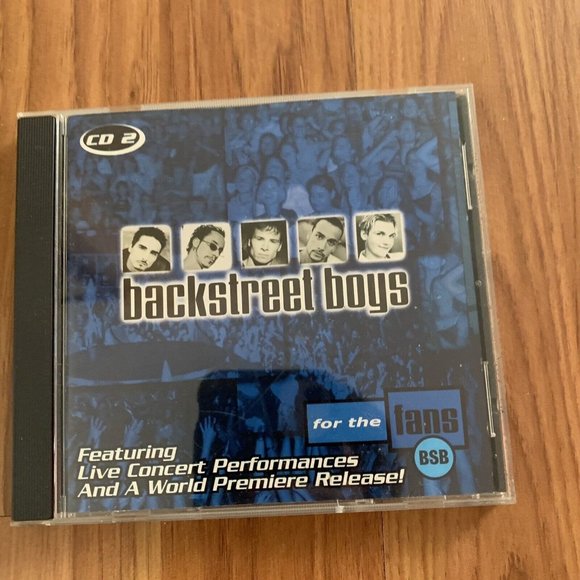 CD 2
backstreet boys
for the fans
BSB
Featuring
Live Concert Performances
And A World Premiere Release!